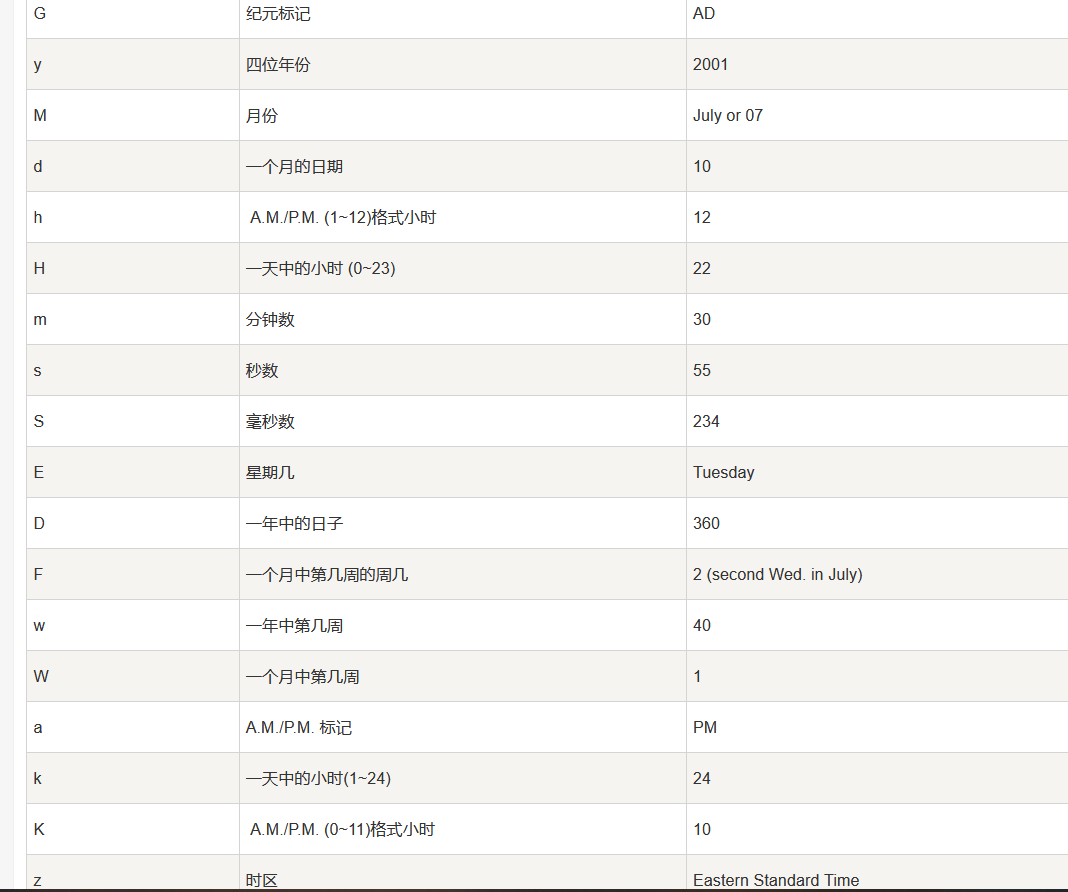 G 纪元标记 AD
y 四位年份 2001
M 月份 July or 07
d 一个月的日期 10
h A.M./P.M. (1~12)格式小时 12
H 一天中的小时 (0~23) 22
m 分钟数 30
s 秒数 55
S 毫秒数 234
E 星期几 Tuesday
D 一年中的日子 360
F 一个月中第几周的周几 2 (second Wed. in July)
w 一年中第几周 40
W 一个月中第几周 1
a A.M./P.M. 标记 PM
k 一天中的小时(1~24) 24
K A.M./P.M. (0~11)格式小时 10
z 时区 Eastern Standard Time